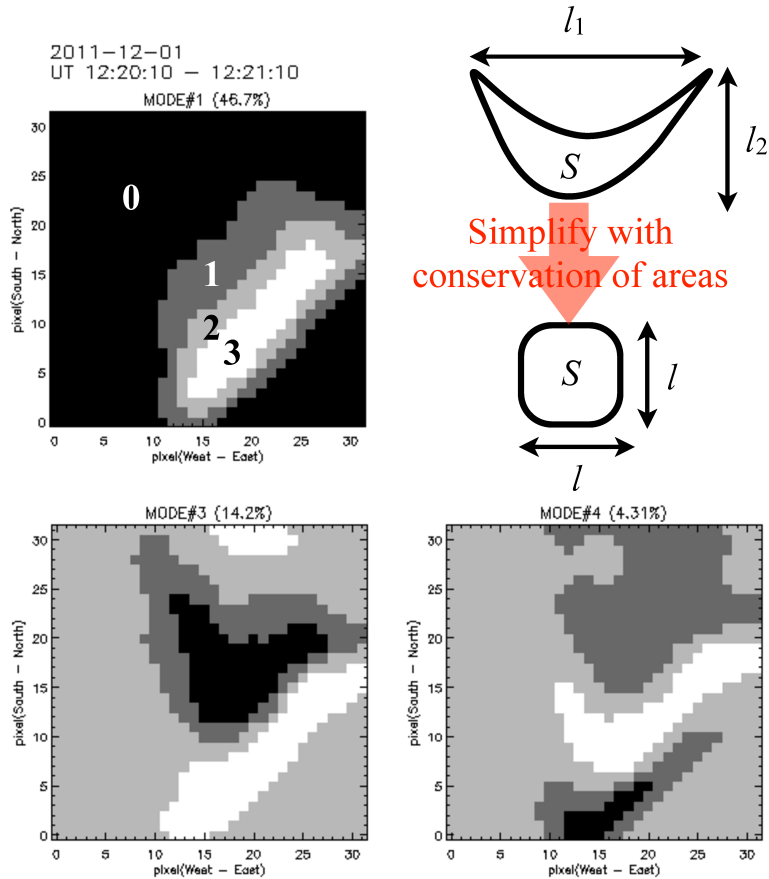 2011-12-01
UT 12:20:10 – 12:21:10
MODE#1 (46.7%)
30
25
20
15
10
5
0
pixel(South – North)
0
1
2
3
0 5 10 15 20 25 30
pixel(West – East)
l1
l2
S
Simplify with
conservation of areas
S
l
l
MODE#3 (14.2%)
30
25
20
15
10
5
0
pixel(South – North)
0 5 10 15 20 25 30
pixel(West – East)
MODE#4 (4.31%)
30
25
20
15
10
5
0
pixel(South – North)
0 5 10 15 20 25 30
pixel(West – East)